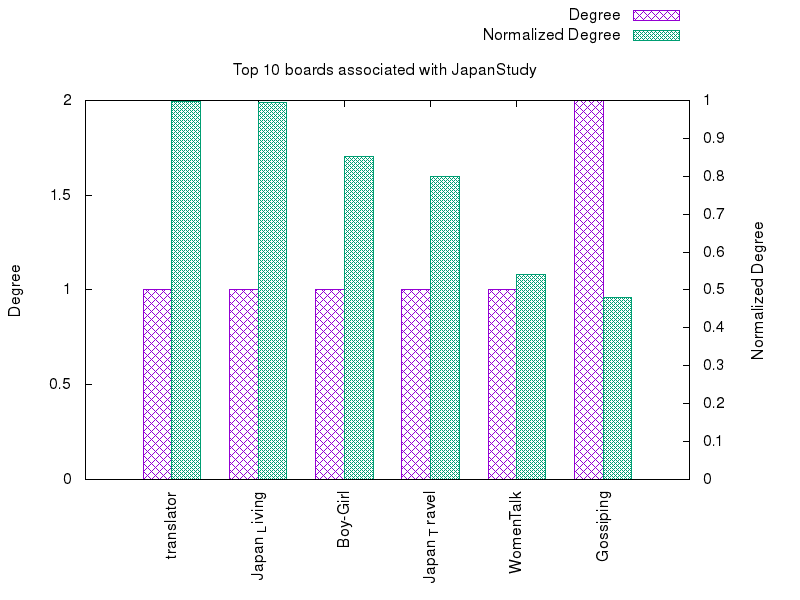 Degree
Normalized Degree
Top 10 boards associated with JapanStudy
2
1.5
1
0.5
0
1
0.9
0.8
0.7
0.6
0.5
0.4
0.3
0.2
0.1
0
Degree
Normalized Degree
translator
Japan L iving
Boy-Girl
Japan T ravel
WomenTalk
Gossiping